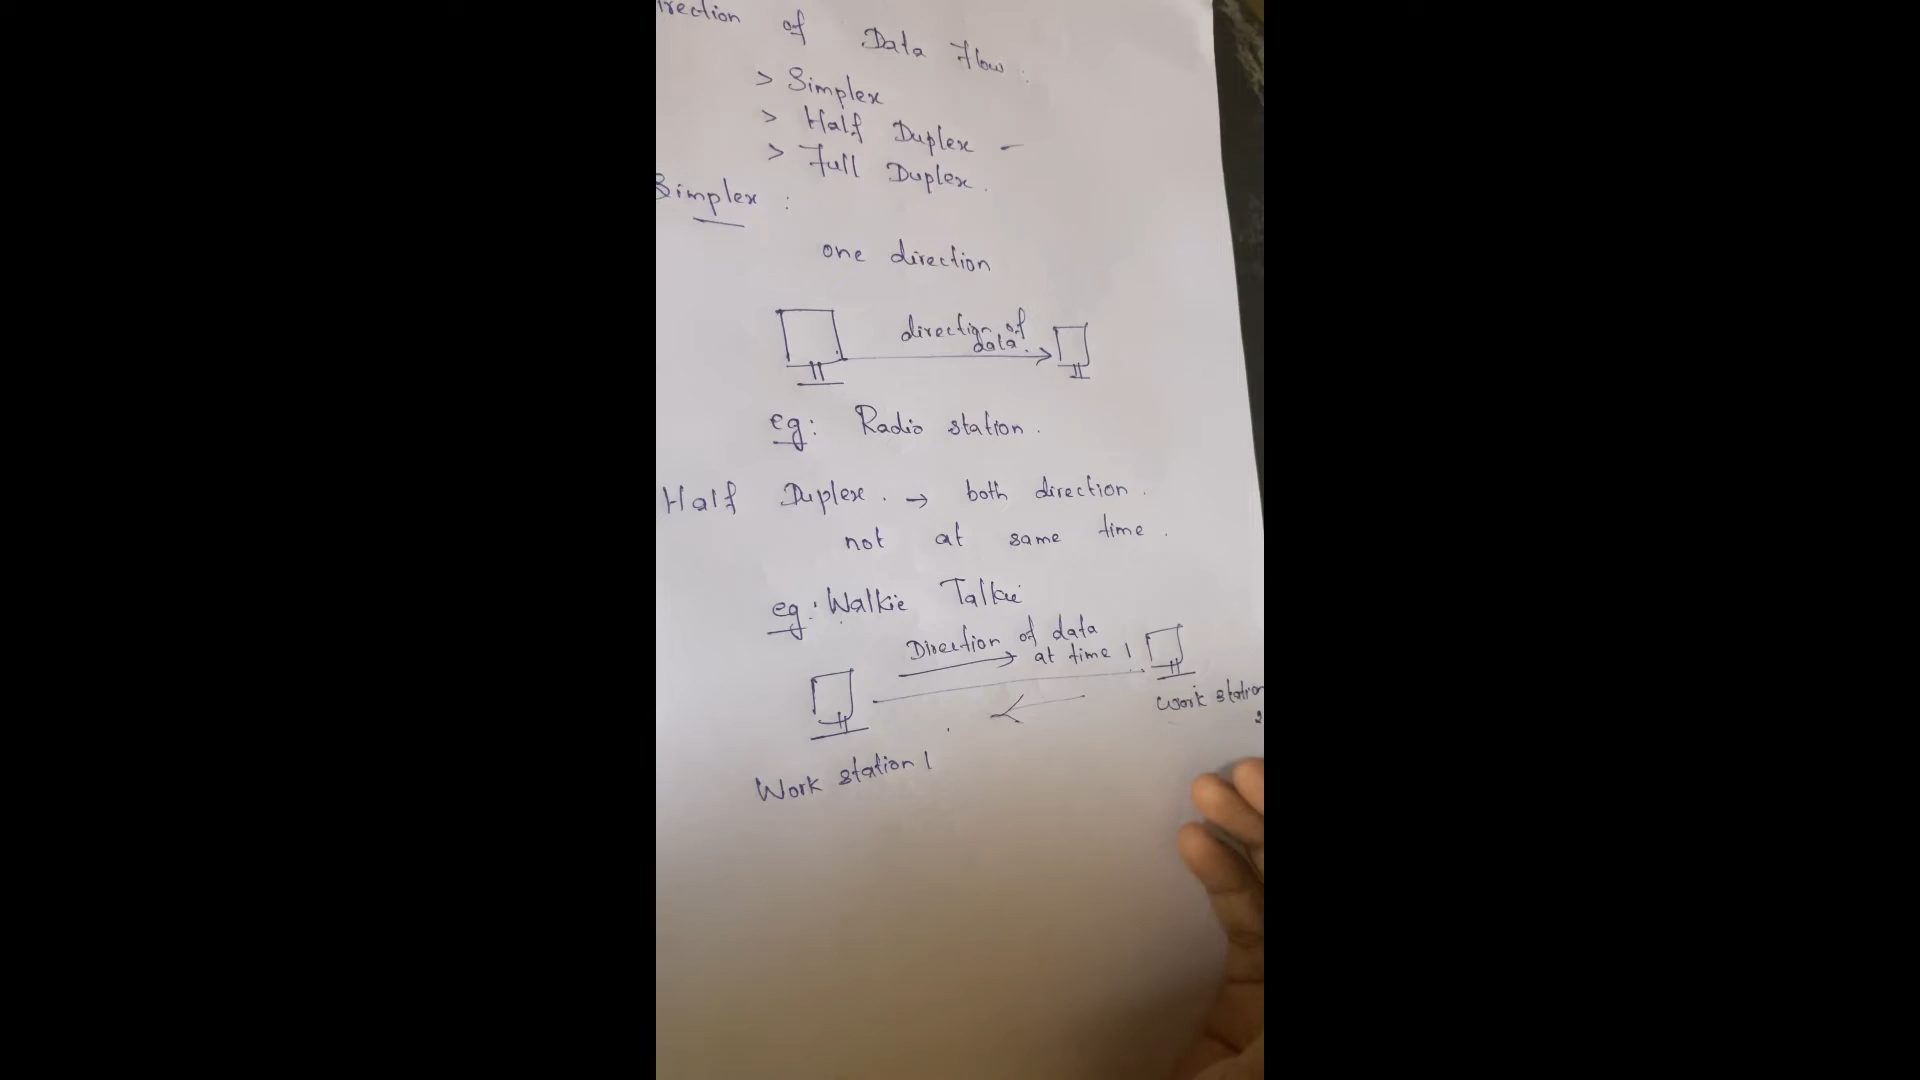 irection of Data Flow :
> Simplex
> Half Duplex -
> Full Duplex.
Simplex :
one direction
direction of
data.
eg: Radio station.
Half Duplex. → both direction.
not at same time.
eg: Walkie Talkie
Direction of data
at time 1
Work station
2
Work station 1